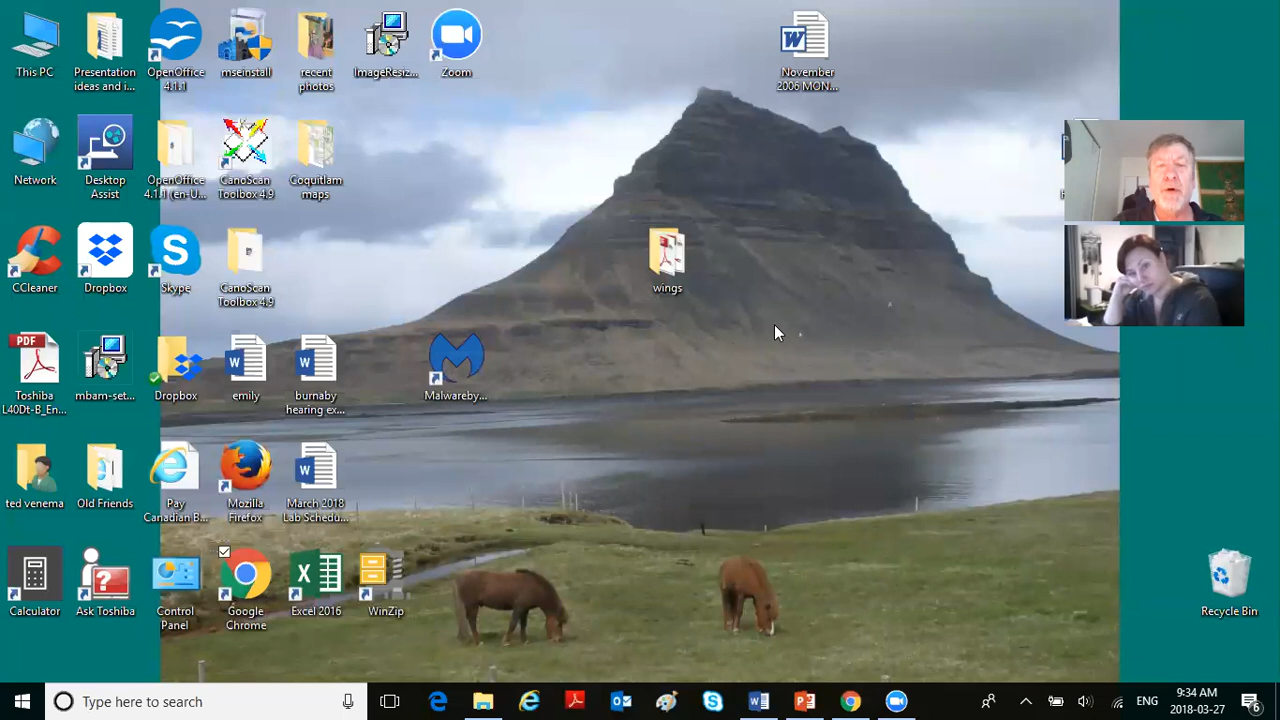 This PC
Presentation
ideas and i...
OpenOffice
4.1.1
mseinstall
recent
photos
ImageResiz...
Zoom
November
2006 MON...
Network
Desktop
Assist
OpenOffice
4.1.1 (en-U...
CanoScan
Toolbox 4.9
Coquitlam
maps
CCleaner
Dropbox
Skype
CanoScan
Toolbox 4.9
wings
PDF
Toshiba
L40Dt-B_En...
mbam-set...
Dropbox
emily
burnaby
hearing ex...
Malwareby...
ted venema
Old Friends
Pay
Canadian B...
Mozilla
Firefox
March 2018
Lab Schedu...
Calculator
Ask Toshiba
Control
Panel
Google
Chrome
Excel 2016
WinZip
Recycle Bin
Type here to search
ENG
9:34 AM
2018-03-27
6